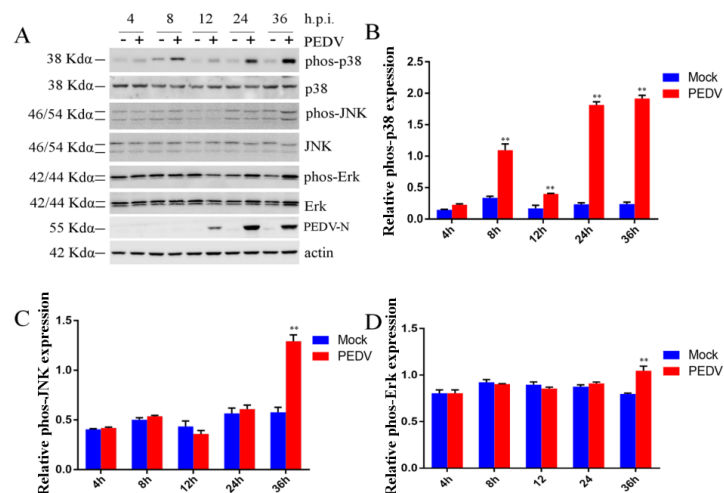 4 8 12 24 36 h.p.i.
A
- + - + - + - + - + PEDV
38 Kdα phos-p38
38 Kdα p38
46/54 Kdα phos-JNK
46/54 Kdα JNK
42/44 Kdα phos-Erk
42/44 Kdα Erk
55 Kdα PEDV-N
42 Kdα actin
B
Relative phos-p38 expession
2.5
2.0
1.5
1.0
0.5
0.0
** ** ** **
4h 8h 12h 24h 36h
Mock
PEDV
C
Relative phos-JNK expression
1.5
1.0
0.5
0.0
**
4h 8h 12h 24h 36h
Mock
PEDV
D
Relative phos-Erk expression
1.5
1.0
0.5
0.0
**
4h 8h 12 24 36h
Mock
PEDV